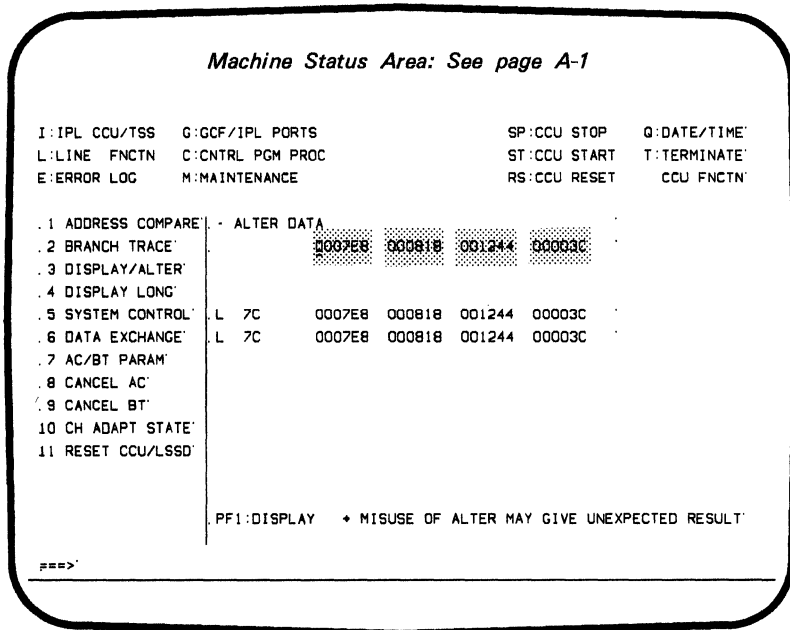 Machine Status Area: See page A-1
I:IPL CCU/TSS G:GCF/IPL PORTS SP:CCU STOP Q:DATE/TIME
L:LINE FNCTN C:CNTRL PGM PROC ST:CCU START T:TERMINATE
E:ERROR LOG M:MAINTENANCE RS:CCU RESET CCU FNCTN
. 1 ADDRESS COMPARE . - ALTER DATA
. 2 BRANCH TRACE . 0007E8 000818 001244 00003C
. 3 DISPLAY/ALTER
. 4 DISPLAY LONG
. 5 SYSTEM CONTROL .L 7C 0007E8 000818 001244 00003C
. 6 DATA EXCHANGE .L 7C 0007E8 000818 001244 00003C
. 7 AC/BT PARAM
. 8 CANCEL AC
. 9 CANCEL BT
10 CH ADAPT STATE
11 RESET CCU/LSSD
. PF1:DISPLAY + MISUSE OF ALTER MAY GIVE UNEXPECTED RESULT
===>